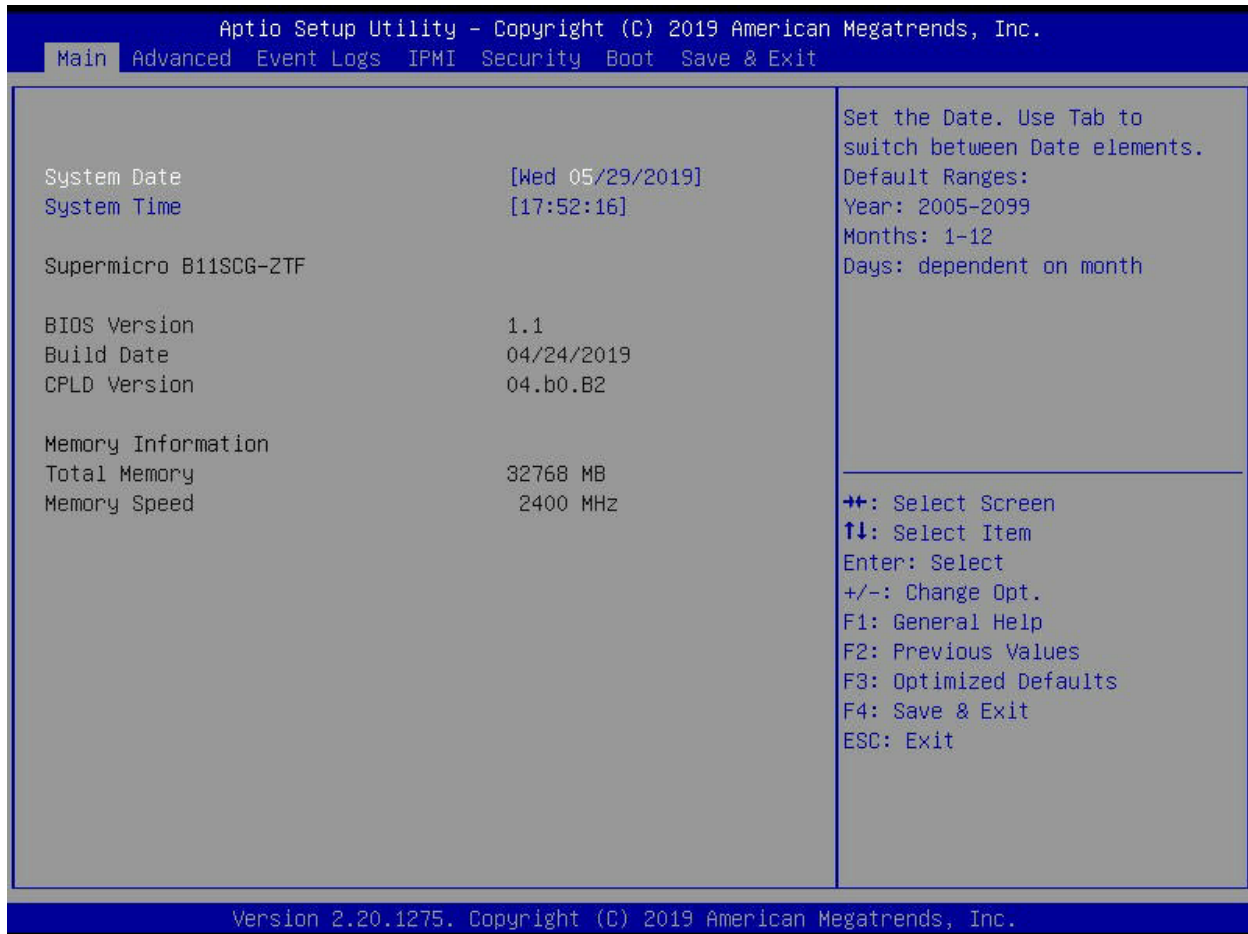 Aptio Setup Utility – Copyright (C) 2019 American Megatrends, Inc.
Main Advanced Event Logs IPMI Security Boot Save & Exit
System Date [Wed 05/29/2019]
System Time [17:52:16]
Supermicro B11SCG-ZTF
BIOS Version 1.1
Build Date 04/24/2019
CPLD Version 04.b0.B2
Memory Information
Total Memory 32768 MB
Memory Speed 2400 MHz
Set the Date. Use Tab to
switch between Date elements.
Default Ranges:
Year: 2005-2099
Months: 1-12
Days: dependent on month
→←: Select Screen
↑↓: Select Item
Enter: Select
+/-: Change Opt.
F1: General Help
F2: Previous Values
F3: Optimized Defaults
F4: Save & Exit
ESC: Exit
Version 2.20.1275. Copyright (C) 2019 American Megatrends, Inc.